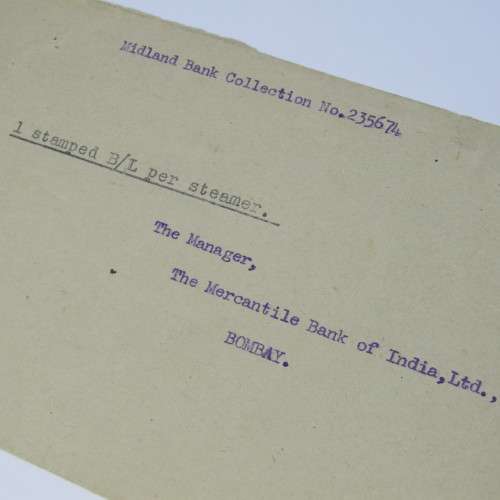 Midland Bank Collection No.235674
1 stamped B/L per steamer.
The Manager,
The Mercantile Bank of India,Ltd.,
BOMBAY.